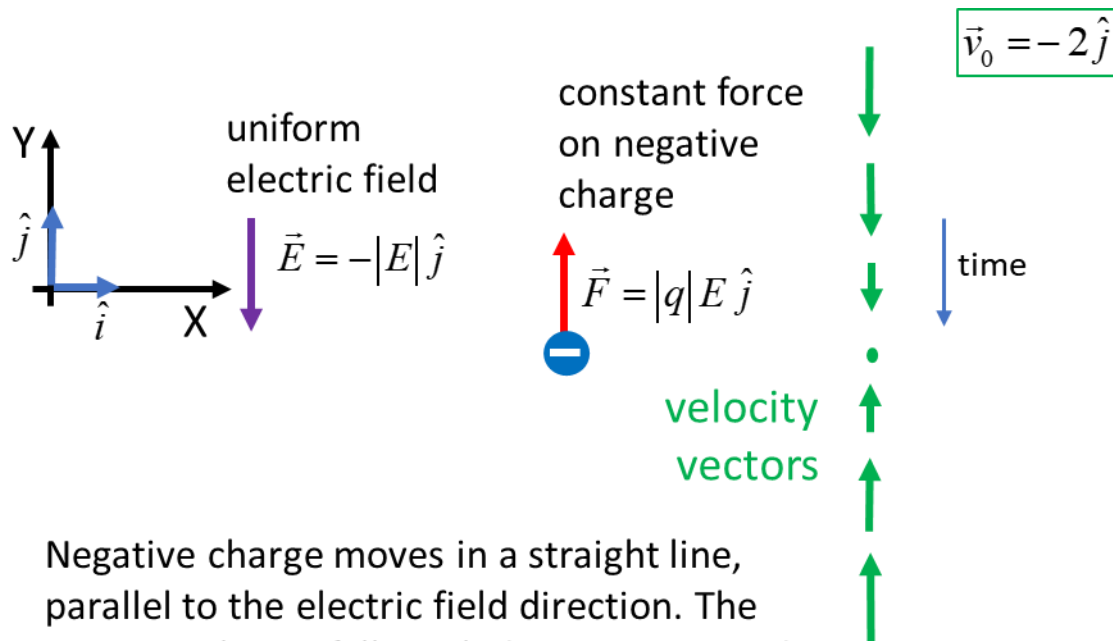 v⃗₀ = − 2 ĵ
constant force
on negative
charge
uniform
electric field
Y
ĵ
î
X
E⃗ = −|E| ĵ
F⃗ = |q| E ĵ
time
velocity
vectors
Negative charge moves in a straight line,
parallel to the electric field direction. The